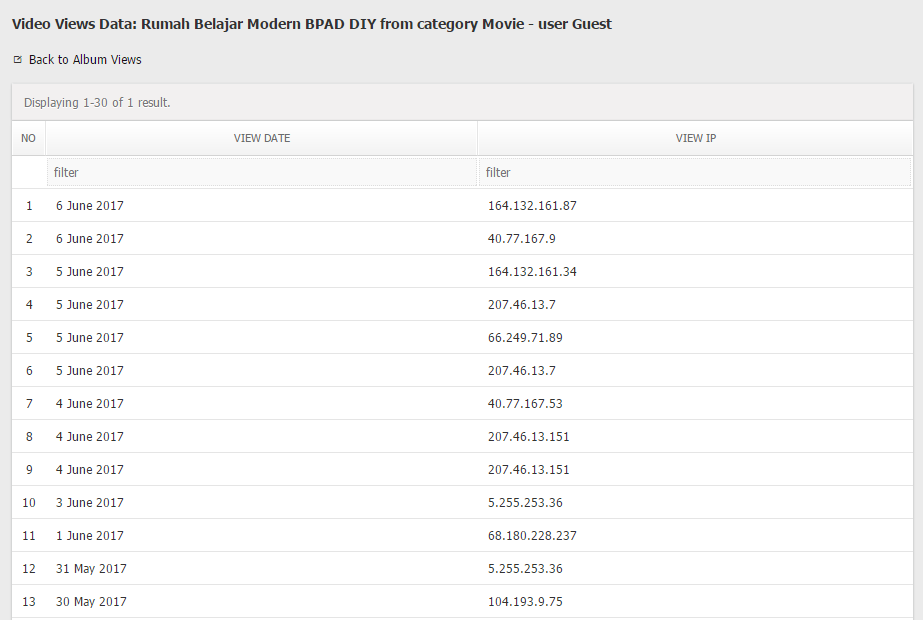 Video Views Data: Rumah Belajar Modern BPAD DIY from category Movie - user Guest
Back to Album Views
Displaying 1-30 of 1 result.
NO VIEW DATE VIEW IP
filter filter
1 6 June 2017 164.132.161.87
2 6 June 2017 40.77.167.9
3 5 June 2017 164.132.161.34
4 5 June 2017 207.46.13.7
5 5 June 2017 66.249.71.89
6 5 June 2017 207.46.13.7
7 4 June 2017 40.77.167.53
8 4 June 2017 207.46.13.151
9 4 June 2017 207.46.13.151
10 3 June 2017 5.255.253.36
11 1 June 2017 68.180.228.237
12 31 May 2017 5.255.253.36
13 30 May 2017 104.193.9.75